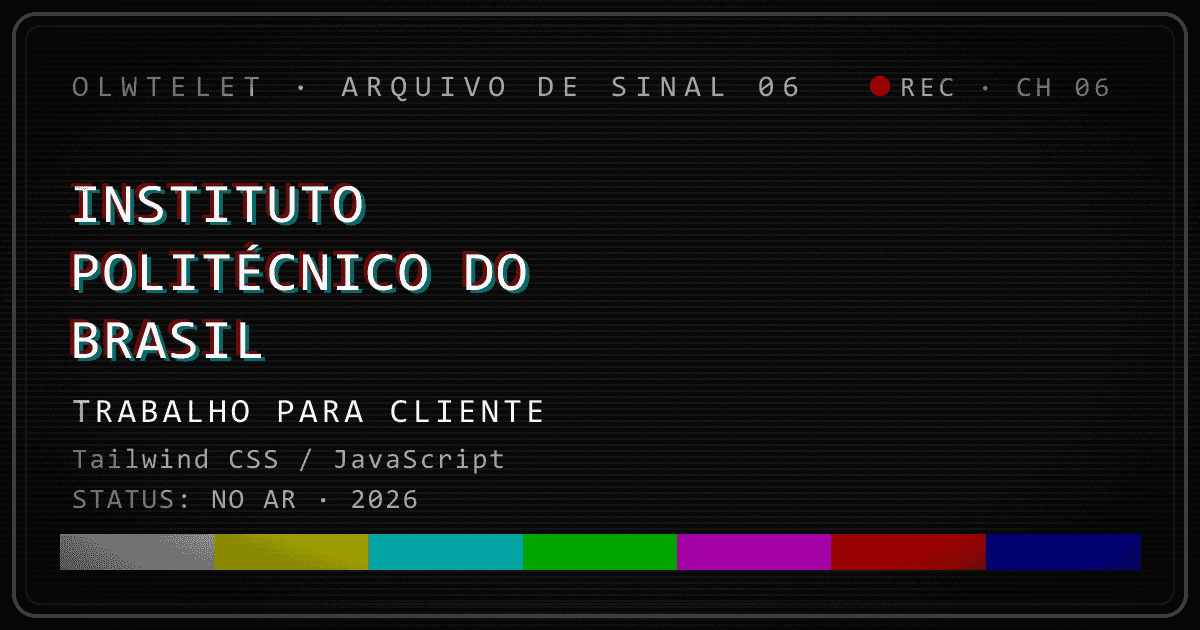 OLWTELET · ARQUIVO DE SINAL 06
REC · CH 06
INSTITUTO
POLITÉCNICO DO
BRASIL
TRABALHO PARA CLIENTE
Tailwind CSS / JavaScript
STATUS: NO AR · 2026